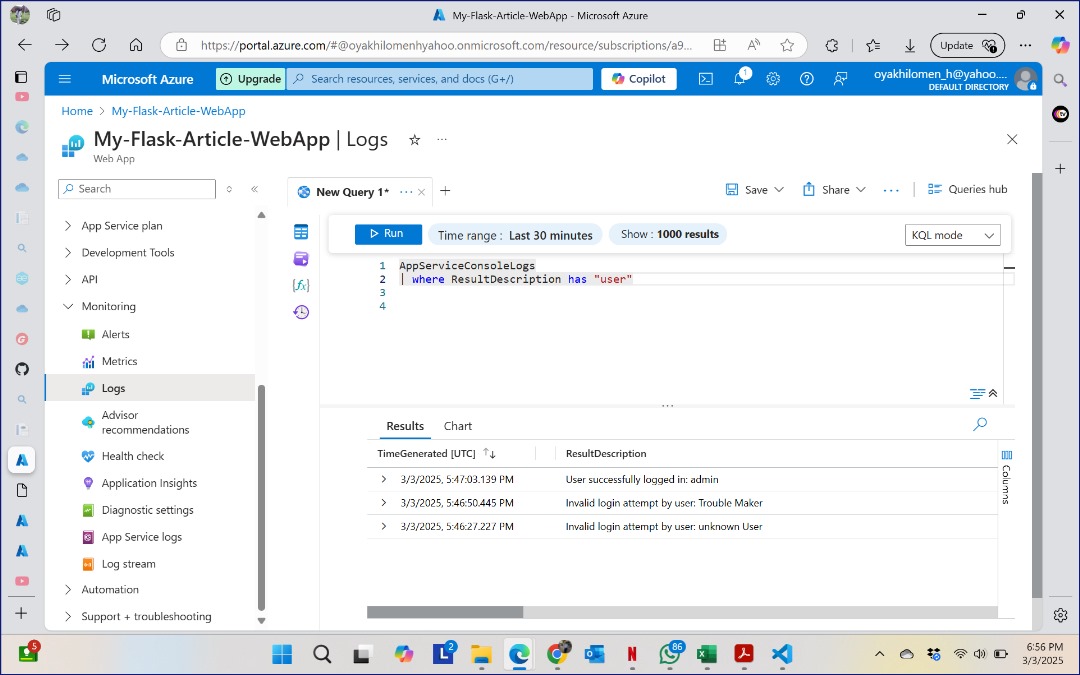 My-Flask-Article-WebApp - Microsoft Azure
https://portal.azure.com/#@oyakhilomenhyahoo.onmicrosoft.com/resource/subscriptions/a9...
Update
Microsoft Azure
Upgrade
Search resources, services, and docs (G+/)
Copilot
1
oyakhilomen_h@yahoo....
DEFAULT DIRECTORY
Home > My-Flask-Article-WebApp
My-Flask-Article-WebApp | Logs
Web App
Search
App Service plan
Development Tools
API
Monitoring
Alerts
Metrics
Logs
Advisor
recommendations
Health check
Application Insights
Diagnostic settings
App Service logs
Log stream
Automation
Support + troubleshooting
New Query 1*
Save
Share
Queries hub
Run
Time range : Last 30 minutes
Show : 1000 results
KQL mode
1 AppServiceConsoleLogs
2 | where ResultDescription has "user"
3
4
Results
Chart
TimeGenerated [UTC]
ResultDescription
3/3/2025, 5:47:03.139 PM User successfully logged in: admin
3/3/2025, 5:46:50.445 PM Invalid login attempt by user: Trouble Maker
3/3/2025, 5:46:27.227 PM Invalid login attempt by user: unknown User
Columns
5
L
2
N
86
6:56 PM
3/3/2025